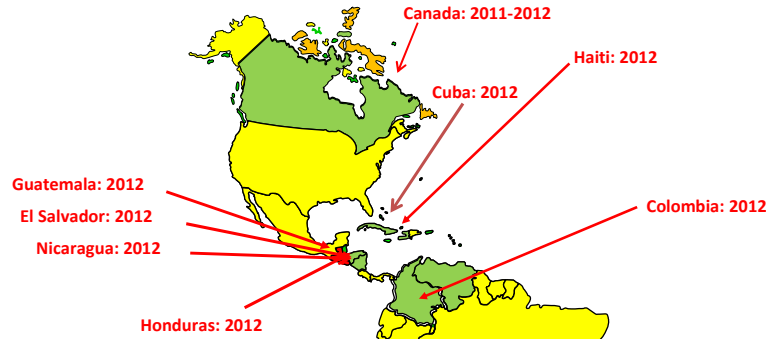 Canada: 2011-2012
Haiti: 2012
Cuba: 2012
Guatemala: 2012
El Salvador: 2012
Colombia: 2012
Nicaragua: 2012
Honduras: 2012